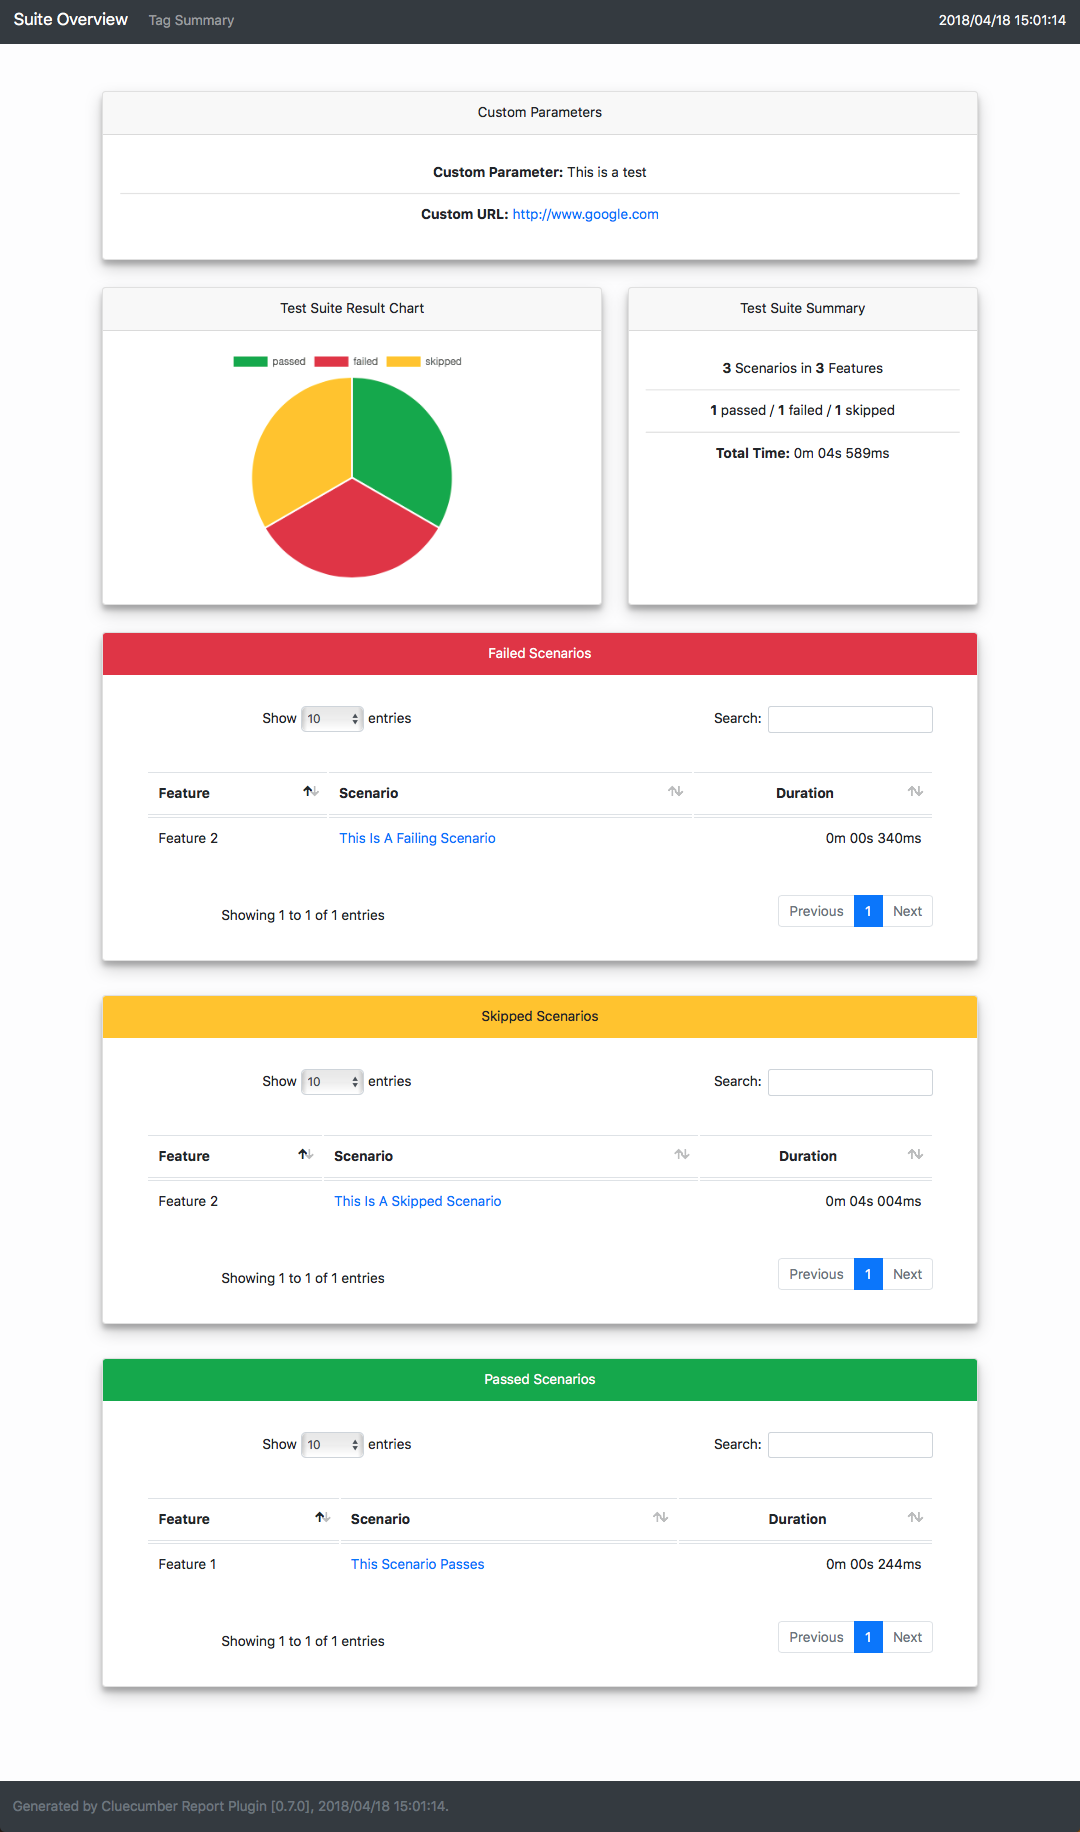 Suite Overview Tag Summary 2018/04/18 15:01:14
Custom Parameters
Custom Parameter: This is a test
Custom URL: http://www.google.com
Test Suite Result Chart
passed failed skipped
Test Suite Summary
3 Scenarios in 3 Features
1 passed / 1 failed / 1 skipped
Total Time: 0m 04s 589ms
Failed Scenarios
Show 10 entries Search:
Feature Scenario Duration
Feature 2 This Is A Failing Scenario 0m 00s 340ms
Showing 1 to 1 of 1 entries Previous 1 Next
Skipped Scenarios
Show 10 entries Search:
Feature Scenario Duration
Feature 2 This Is A Skipped Scenario 0m 04s 004ms
Showing 1 to 1 of 1 entries Previous 1 Next
Passed Scenarios
Show 10 entries Search:
Feature Scenario Duration
Feature 1 This Scenario Passes 0m 00s 244ms
Showing 1 to 1 of 1 entries Previous 1 Next
Generated by Cluecumber Report Plugin [0.7.0], 2018/04/18 15:01:14.